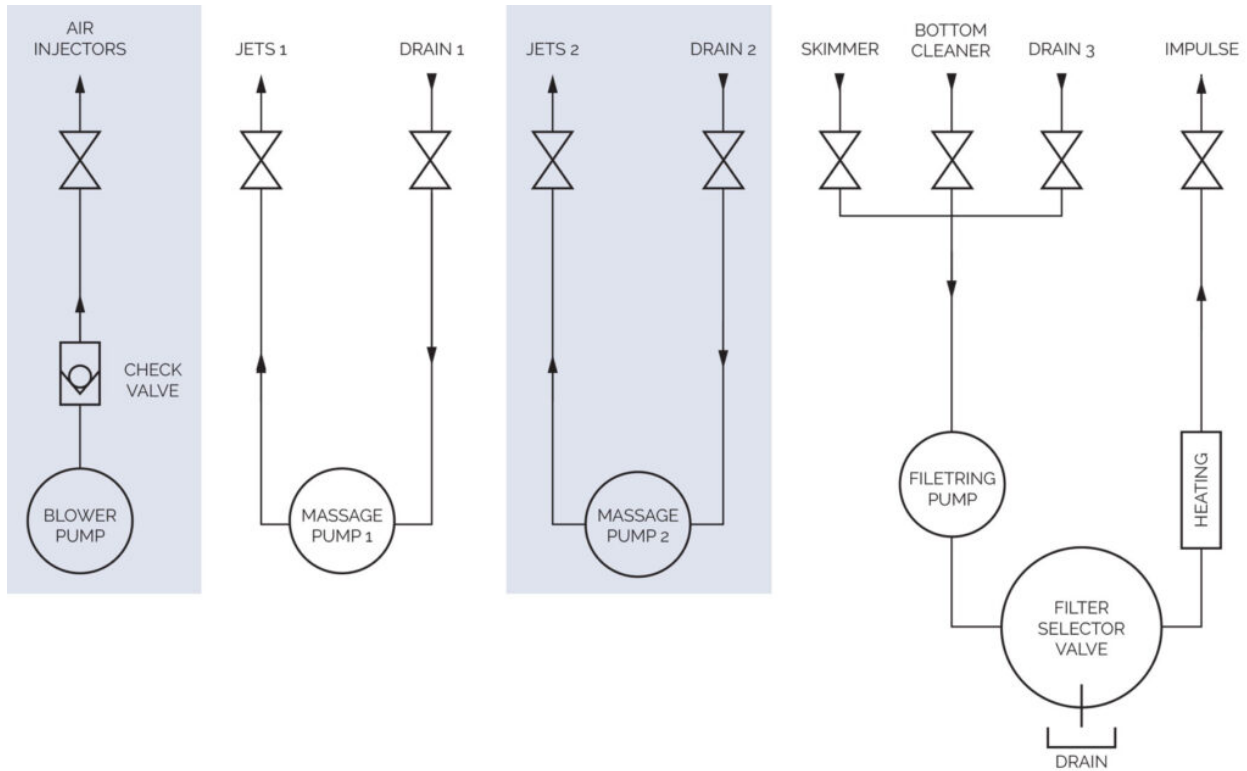 AIR
INJECTORS
JETS 1
DRAIN 1
JETS 2
DRAIN 2
SKIMMER
BOTTOM
CLEANER
DRAIN 3
IMPULSE
CHECK
VALVE
BLOWER
PUMP
MASSAGE
PUMP 1
MASSAGE
PUMP 2
FILETRING
PUMP
HEATING
FILTER
SELECTOR
VALVE
DRAIN